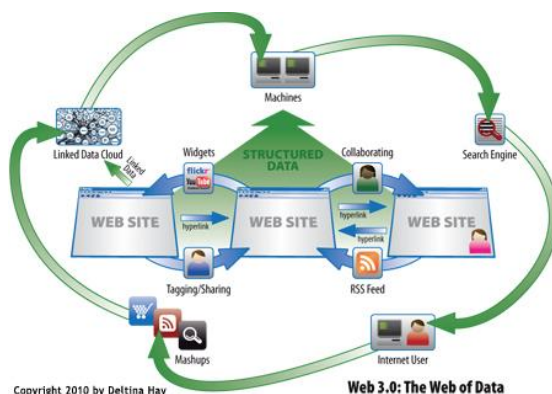 Machines
Linked Data Cloud
Search Engine
Widgets
Collaborating
STRUCTURED
DATA
Linked Data
flickr
YouTube
WEB SITE
hyperlink
WEB SITE
hyperlink
hyperlink
WEB SITE
Tagging/Sharing
RSS Feed
Mashups
Internet User
Copyright 2010 by Deltina Hay
Web 3.0: The Web of Data